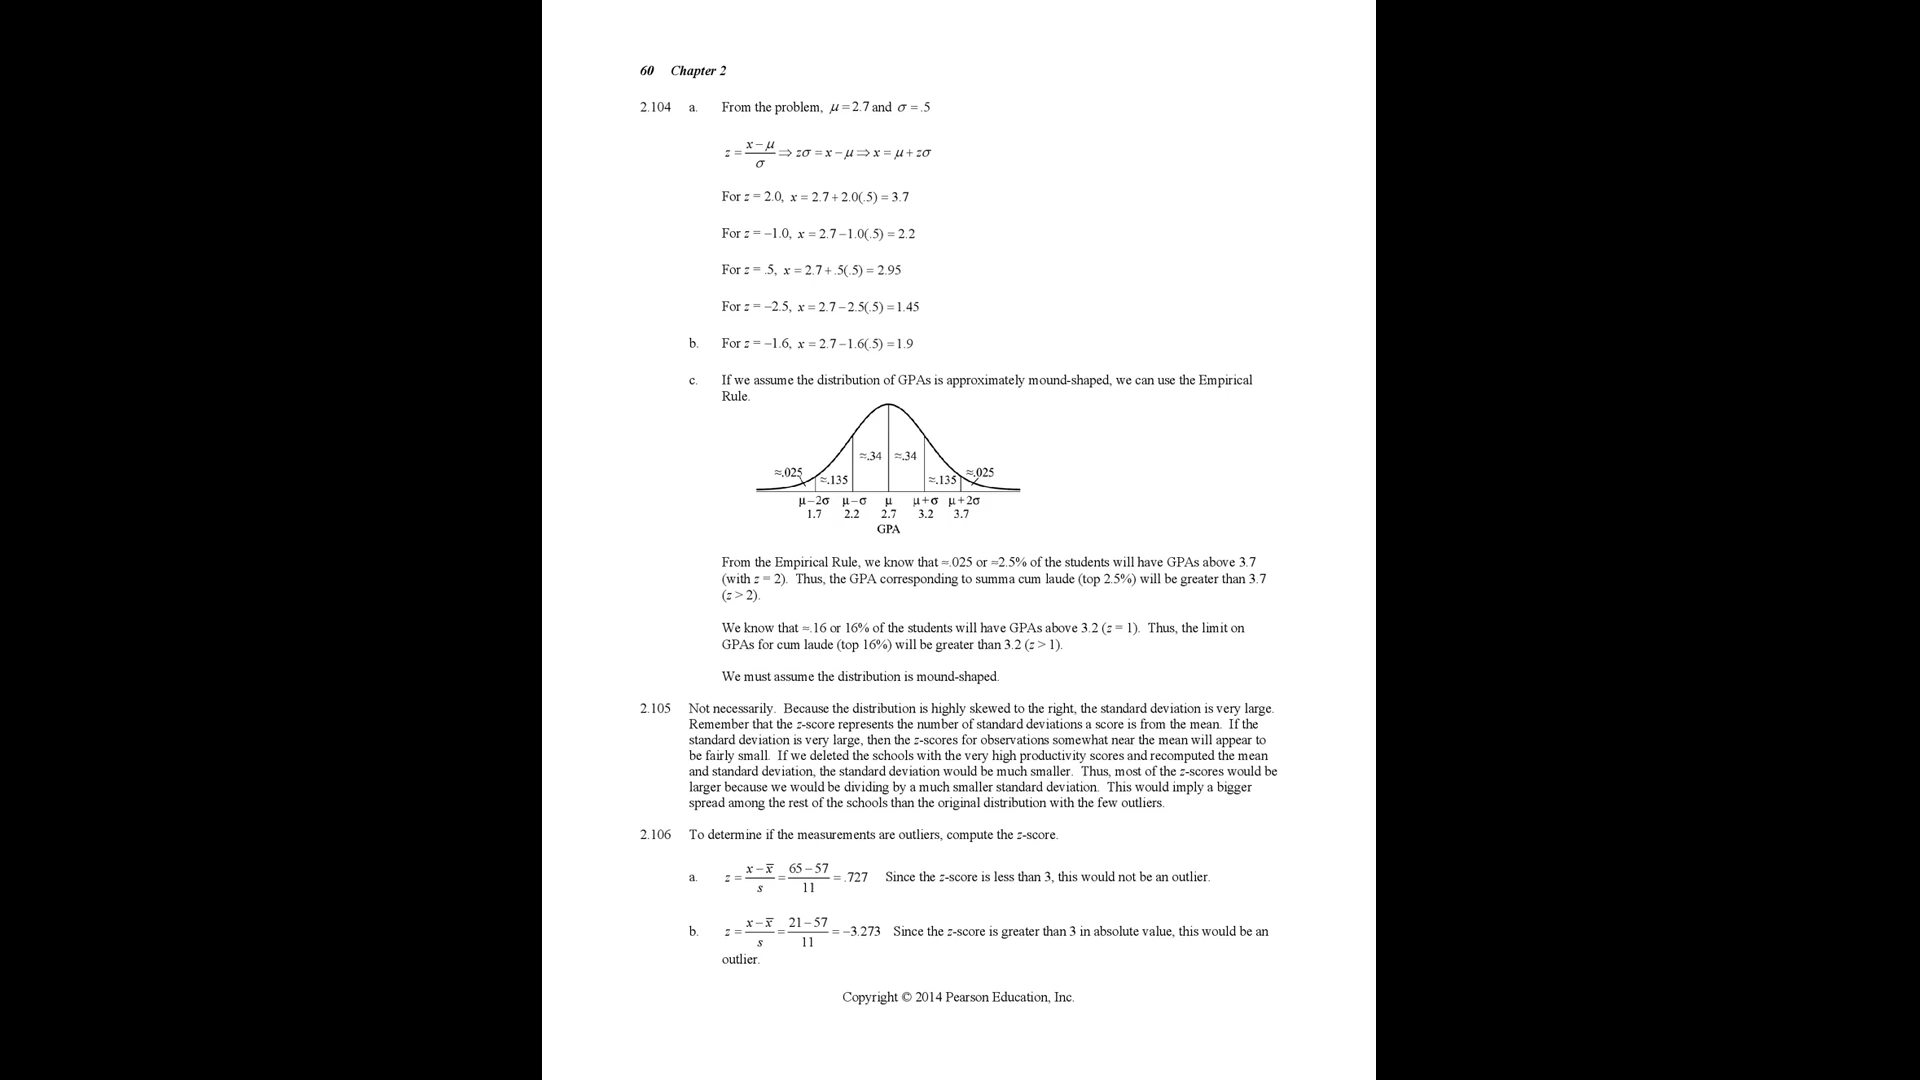 60 Chapter 2
2.104 a. From the problem, μ = 2.7 and σ = .5
z = (x − μ)/σ ⇒ zσ = x − μ ⇒ x = μ + zσ
For z = 2.0, x = 2.7 + 2.0(.5) = 3.7
For z = −1.0, x = 2.7 − 1.0(.5) = 2.2
For z = .5, x = 2.7 + .5(.5) = 2.95
For z = −2.5, x = 2.7 − 2.5(.5) = 1.45
b. For z = −1.6, x = 2.7 − 1.6(.5) = 1.9
c. If we assume the distribution of GPAs is approximately mound-shaped, we can use the Empirical
Rule.
≈.34 ≈.34
≈.025 ≈.135 ≈.135 ≈.025
μ−2σ μ−σ μ μ+σ μ+2σ
1.7 2.2 2.7 3.2 3.7
GPA
From the Empirical Rule, we know that ≈.025 or ≈2.5% of the students will have GPAs above 3.7
(with z = 2). Thus, the GPA corresponding to summa cum laude (top 2.5%) will be greater than 3.7
(z > 2).
We know that ≈.16 or 16% of the students will have GPAs above 3.2 (z = 1). Thus, the limit on
GPAs for cum laude (top 16%) will be greater than 3.2 (z > 1).
We must assume the distribution is mound-shaped.
2.105 Not necessarily. Because the distribution is highly skewed to the right, the standard deviation is very large.
Remember that the z-score represents the number of standard deviations a score is from the mean. If the
standard deviation is very large, then the z-scores for observations somewhat near the mean will appear to
be fairly small. If we deleted the schools with the very high productivity scores and recomputed the mean
and standard deviation, the standard deviation would be much smaller. Thus, most of the z-scores would be
larger because we would be dividing by a much smaller standard deviation. This would imply a bigger
spread among the rest of the schools than the original distribution with the few outliers.
2.106 To determine if the measurements are outliers, compute the z-score.
a. z = (x − x̅)/s = (65 − 57)/11 = .727 Since the z-score is less than 3, this would not be an outlier.
b. z = (x − x̅)/s = (21 − 57)/11 = −3.273 Since the z-score is greater than 3 in absolute value, this would be an
outlier.
Copyright © 2014 Pearson Education, Inc.